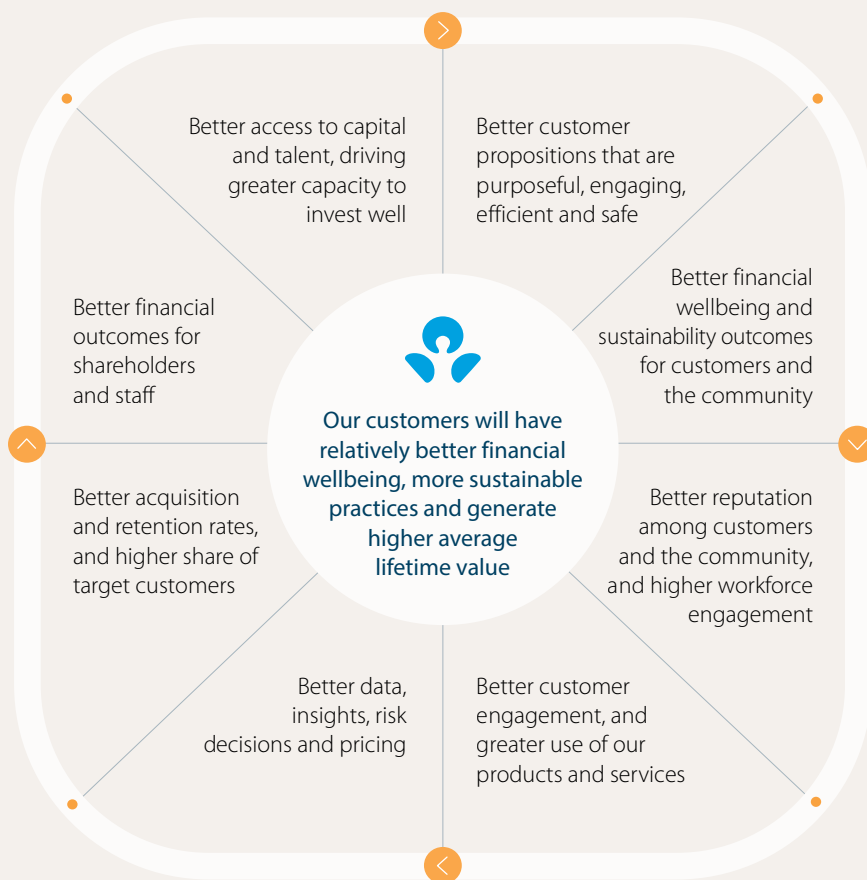 Better access to capital
and talent, driving
greater capacity to
invest well
Better customer
propositions that are
purposeful, engaging,
efficient and safe
Better financial
wellbeing and
sustainability outcomes
for customers and
the community
Better reputation
among customers
and the community,
and higher workforce
engagement
Better customer
engagement, and
greater use of our
products and services
Better data,
insights, risk
decisions and pricing
Better acquisition
and retention rates,
and higher share of
target customers
Better financial
outcomes for
shareholders
and staff
Our customers will have
relatively better financial
wellbeing, more sustainable
practices and generate
higher average
lifetime value